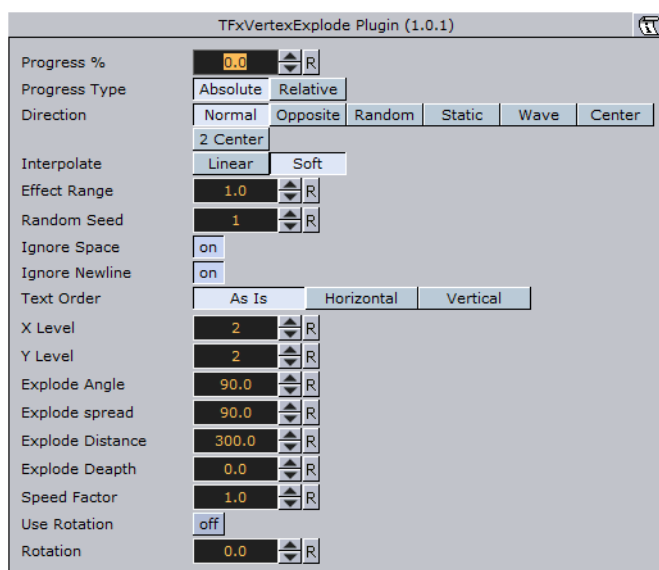 TFxVertexExplode Plugin (1.0.1)
Progress % 0.0 R
Progress Type Absolute Relative
Direction Normal Opposite Random Static Wave Center
2 Center
Interpolate Linear Soft
Effect Range 1.0 R
Random Seed 1 R
Ignore Space on
Ignore Newline on
Text Order As Is Horizontal Vertical
X Level 2 R
Y Level 2 R
Explode Angle 90.0 R
Explode spread 90.0 R
Explode Distance 300.0 R
Explode Deapth 0.0 R
Speed Factor 1.0 R
Use Rotation off
Rotation 0.0 R